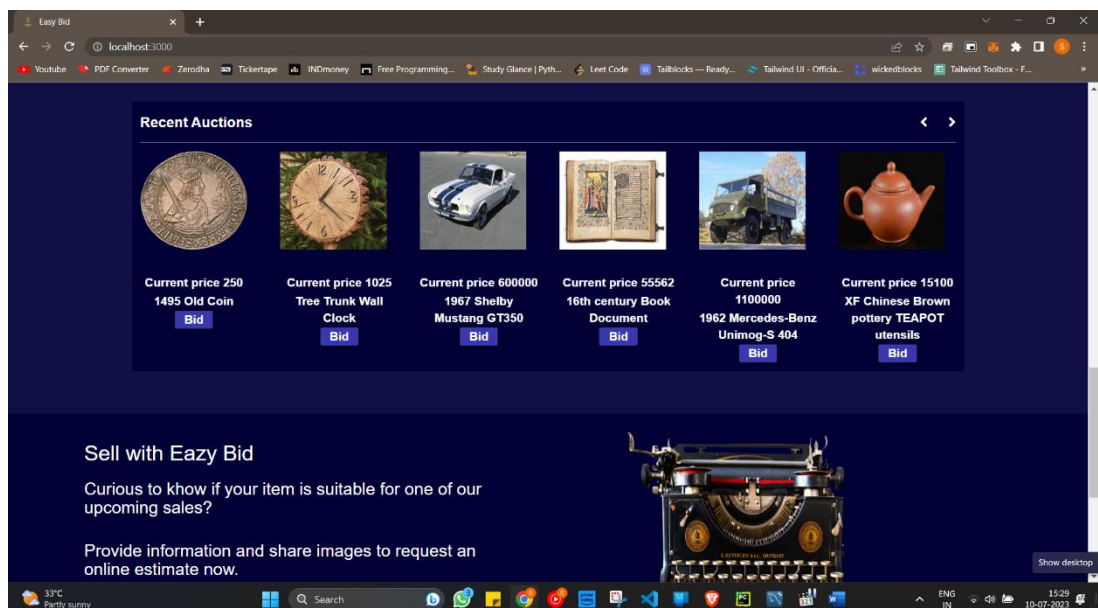 Easy Bid
localhost:3000
Youtube
PDF Converter
Zerodha
Tickertape
INDmoney
Free Programming...
Study Glance | Pyth...
Leet Code
Tailblocks — Ready...
Tailwind UI - Officia...
wickedblocks
Tailwind Toolbox - F...
Recent Auctions
Current price 250
1495 Old Coin
Bid
Current price 1025
Tree Trunk Wall
Clock
Bid
Current price 600000
1967 Shelby
Mustang GT350
Bid
Current price 55562
16th century Book
Document
Bid
Current price
1100000
1962 Mercedes-Benz
Unimog-S 404
Bid
Current price 15100
XF Chinese Brown
pottery TEAPOT
utensils
Bid
Sell with Eazy Bid
Curious to khow if your item is suitable for one of our
upcoming sales?
Provide information and share images to request an
online estimate now.
Show desktop
33°C
Partly sunny
Search
ENG
IN
15:29
10-07-2023